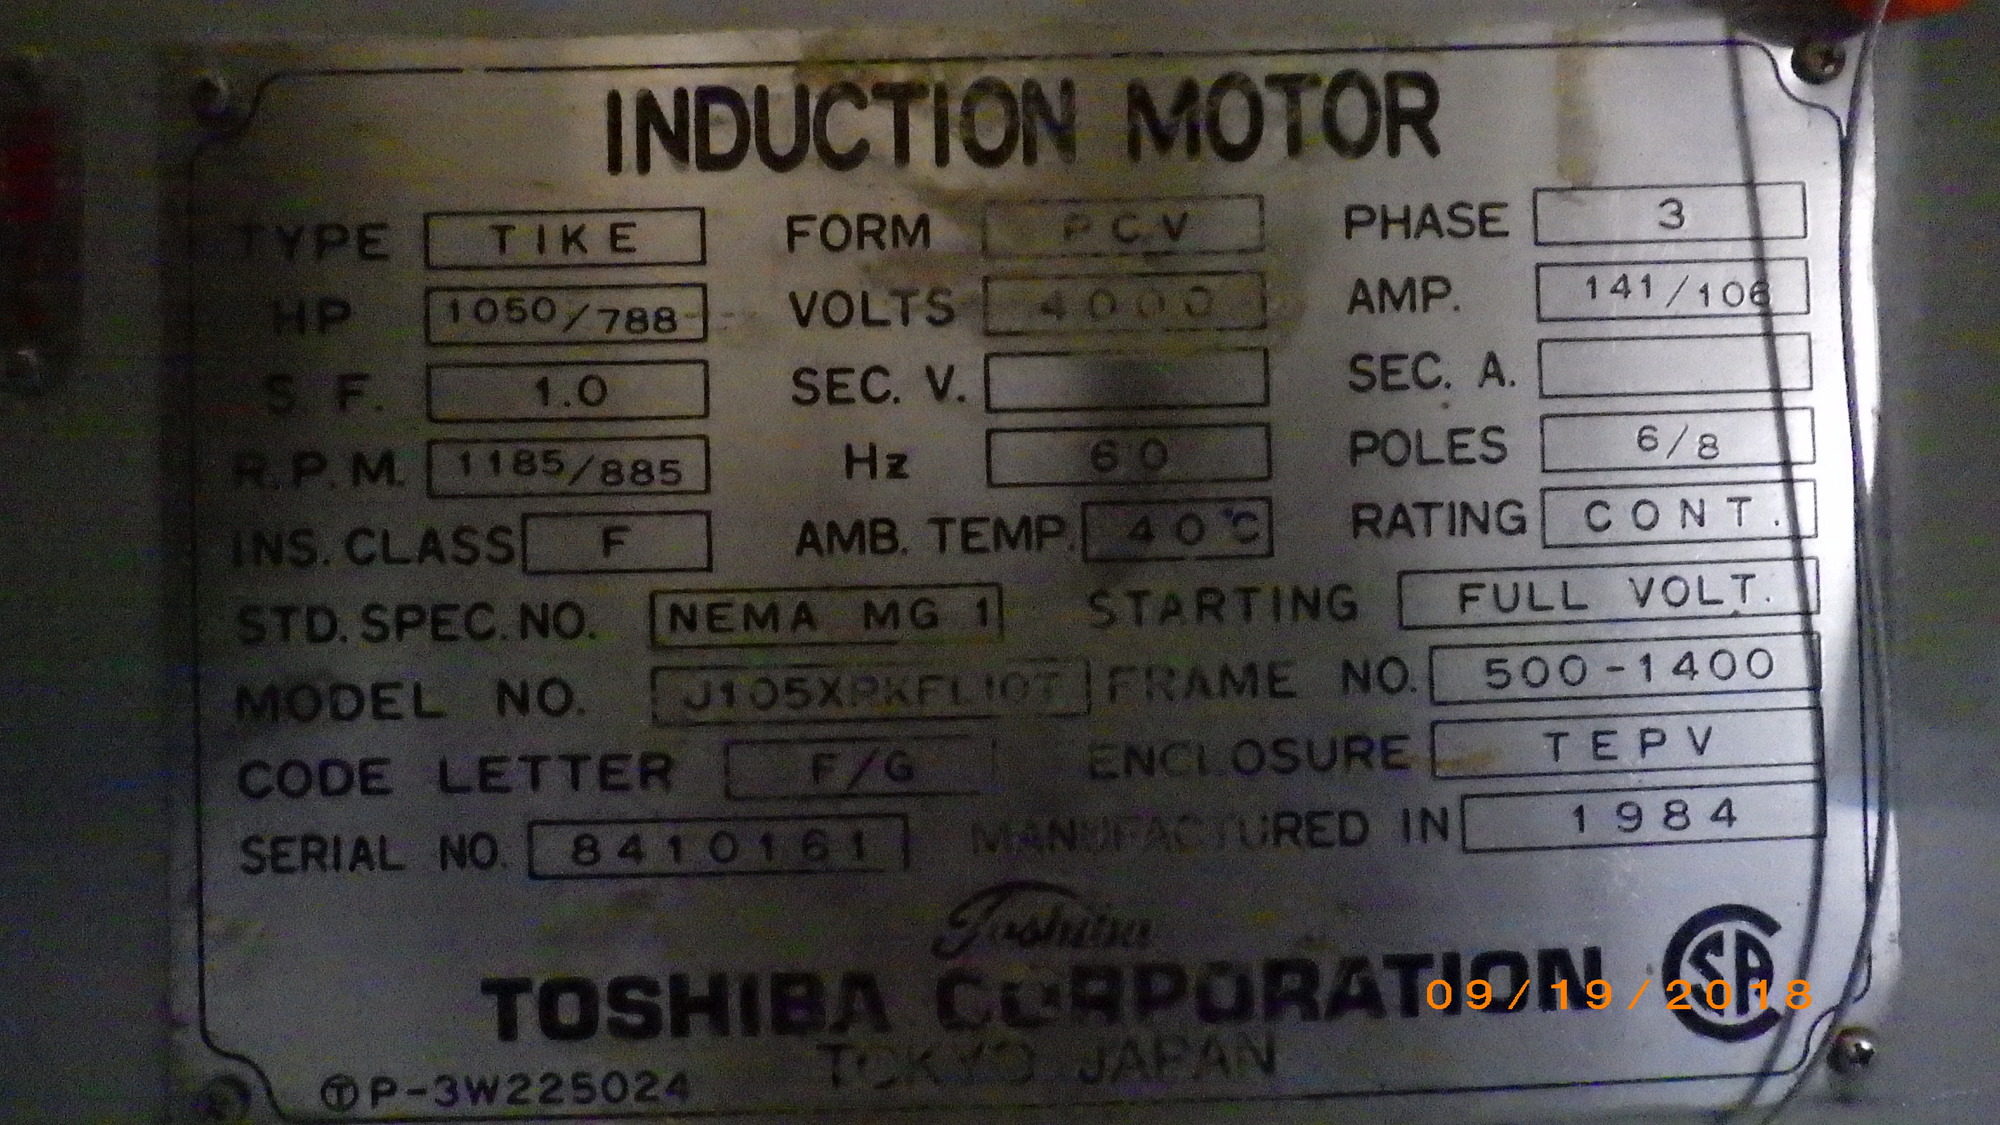 INDUCTION MOTOR
TYPE TIKE FORM PCV PHASE 3
HP 1050/788 VOLTS 4000 AMP. 141/106
S.F. 1.0 SEC. V. SEC. A.
R.P.M. 1185/885 Hz 60 POLES 6/8
INS. CLASS F AMB. TEMP. 40°C RATING CONT.
STD. SPEC. NO. NEMA MG 1 STARTING FULL VOLT.
MODEL NO. FRAME NO. 500-1400
CODE LETTER F/G ENCLOSURE TEPV
SERIAL NO. 8410161 MANUFACTURED IN 1984
Toshiba
TOSHIBA CORPORATION SA
09/19/2018
TOKYO JAPAN
Ⓣ P-3W225024